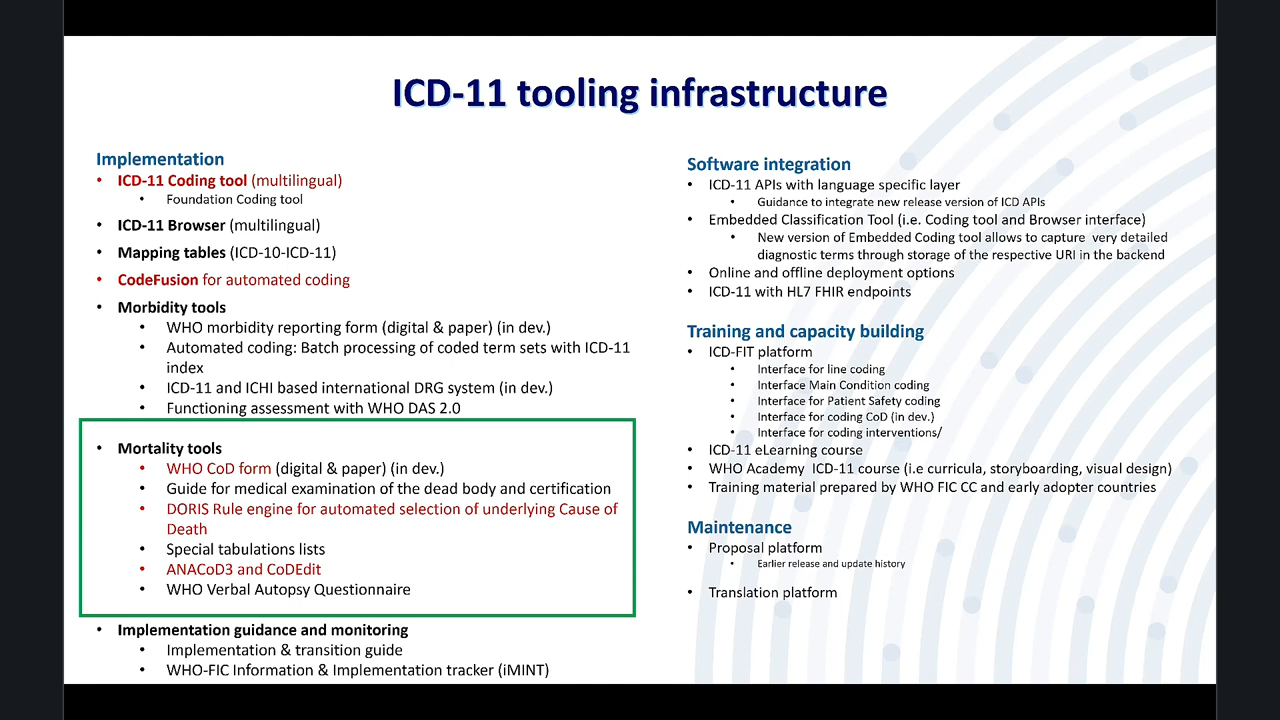 ICD-11 tooling infrastructure
Implementation
• ICD-11 Coding tool (multilingual)
• Foundation Coding tool
• ICD-11 Browser (multilingual)
• Mapping tables (ICD-10-ICD-11)
• CodeFusion for automated coding
• Morbidity tools
• WHO morbidity reporting form (digital & paper) (in dev.)
• Automated coding: Batch processing of coded term sets with ICD-11
index
• ICD-11 and ICHI based international DRG system (in dev.)
• Functioning assessment with WHO DAS 2.0
• Mortality tools
• WHO CoD form (digital & paper) (in dev.)
• Guide for medical examination of the dead body and certification
• DORIS Rule engine for automated selection of underlying Cause of
Death
• Special tabulations lists
• ANACoD3 and CoDEdit
• WHO Verbal Autopsy Questionnaire
• Implementation guidance and monitoring
• Implementation & transition guide
• WHO-FIC Information & Implementation tracker (iMINT)
Software integration
• ICD-11 APIs with language specific layer
• Guidance to integrate new release version of ICD APIs
• Embedded Classification Tool (i.e. Coding tool and Browser interface)
• New version of Embedded Coding tool allows to capture very detailed
diagnostic terms through storage of the respective URI in the backend
• Online and offline deployment options
• ICD-11 with HL7 FHIR endpoints
Training and capacity building
• ICD-FIT platform
• Interface for line coding
• Interface Main Condition coding
• Interface for Patient Safety coding
• Interface for coding CoD (in dev.)
• Interface for coding interventions/
• ICD-11 eLearning course
• WHO Academy ICD-11 course (i.e curricula, storyboarding, visual design)
• Training material prepared by WHO FIC CC and early adopter countries
Maintenance
• Proposal platform
• Earlier release and update history
• Translation platform